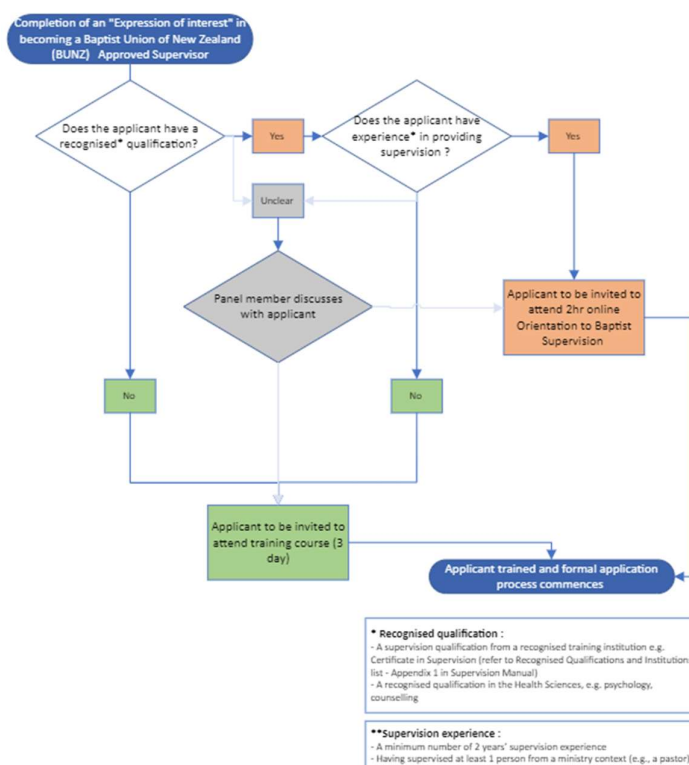 Completion of an "Expression of interest" in
becoming a Baptist Union of New Zealand
(BUNZ) Approved Supervisor
Does the applicant have a
recognised* qualification?
Yes
Does the applicant have
experience* in providing
supervision ?
Yes
Unclear
Panel member discusses
with applicant
Applicant to be invited to
attend 2hr online
Orientation to Baptist
Supervision
No
No
Applicant to be invited to
attend training course (3
day)
Applicant trained and formal application
process commences
* Recognised qualification :
- A supervision qualification from a recognised training institution e.g.
Certificate in Supervision (refer to Recognised Qualifications and Institutions
list - Appendix 1 in Supervision Manual)
- A recognised qualification in the Health Sciences, e.g. psychology,
counselling
**Supervision experience :
- A minimum number of 2 years' supervision experience
- Having supervised at least 1 person from a ministry context (e.g., a pastor)